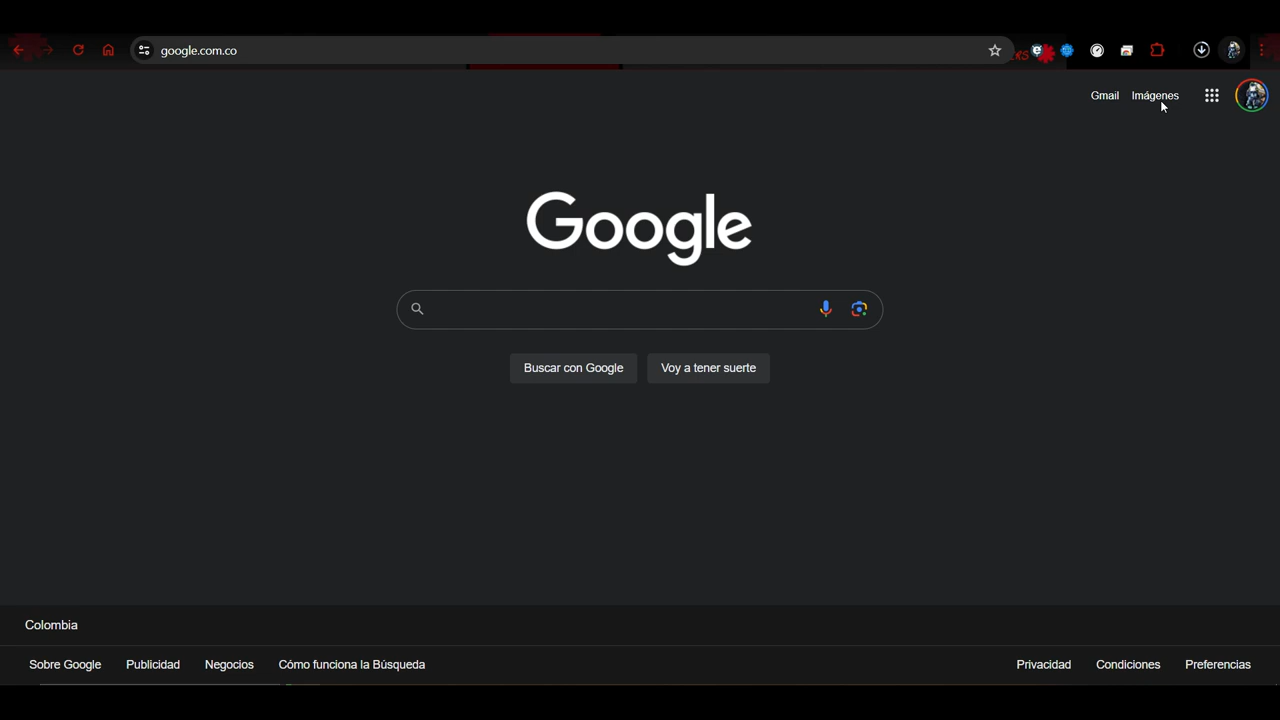 google.com.co
Gmail Imágenes
Google
Buscar con Google Voy a tener suerte
Colombia
Sobre Google Publicidad Negocios Cómo funciona la Búsqueda Privacidad Condiciones Preferencias